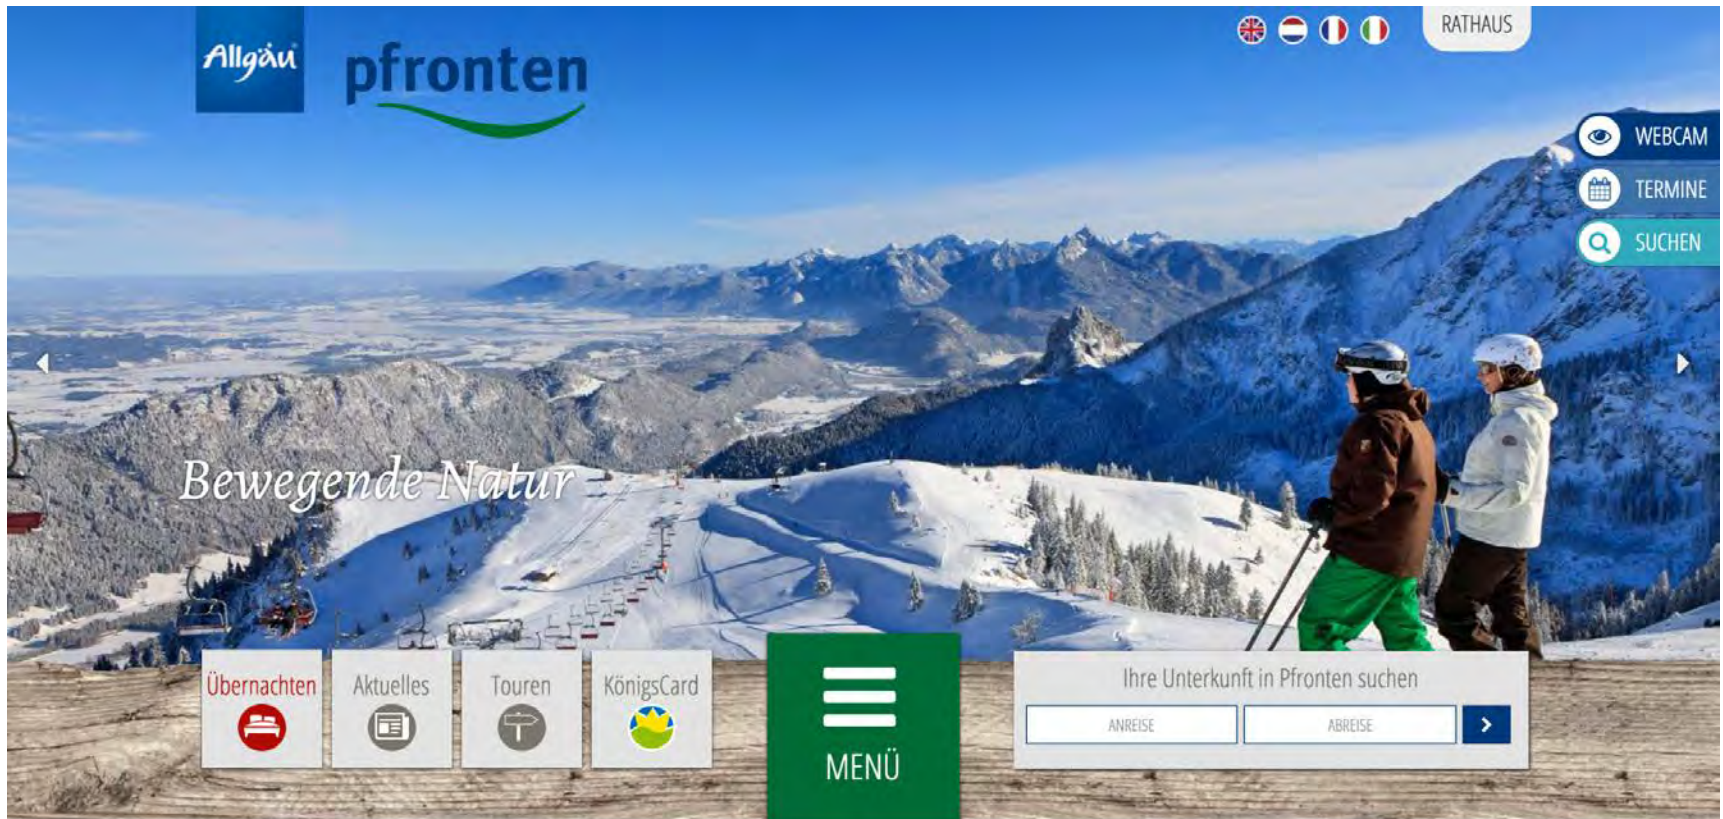 Allgäu
pfronten
RATHAUS
WEBCAM
TERMINE
SUCHEN
Bewegende Natur
Übernachten
Aktuelles
Touren
KönigsCard
MENÜ
Ihre Unterkunft in Pfronten suchen
ANREISE
ABREISE